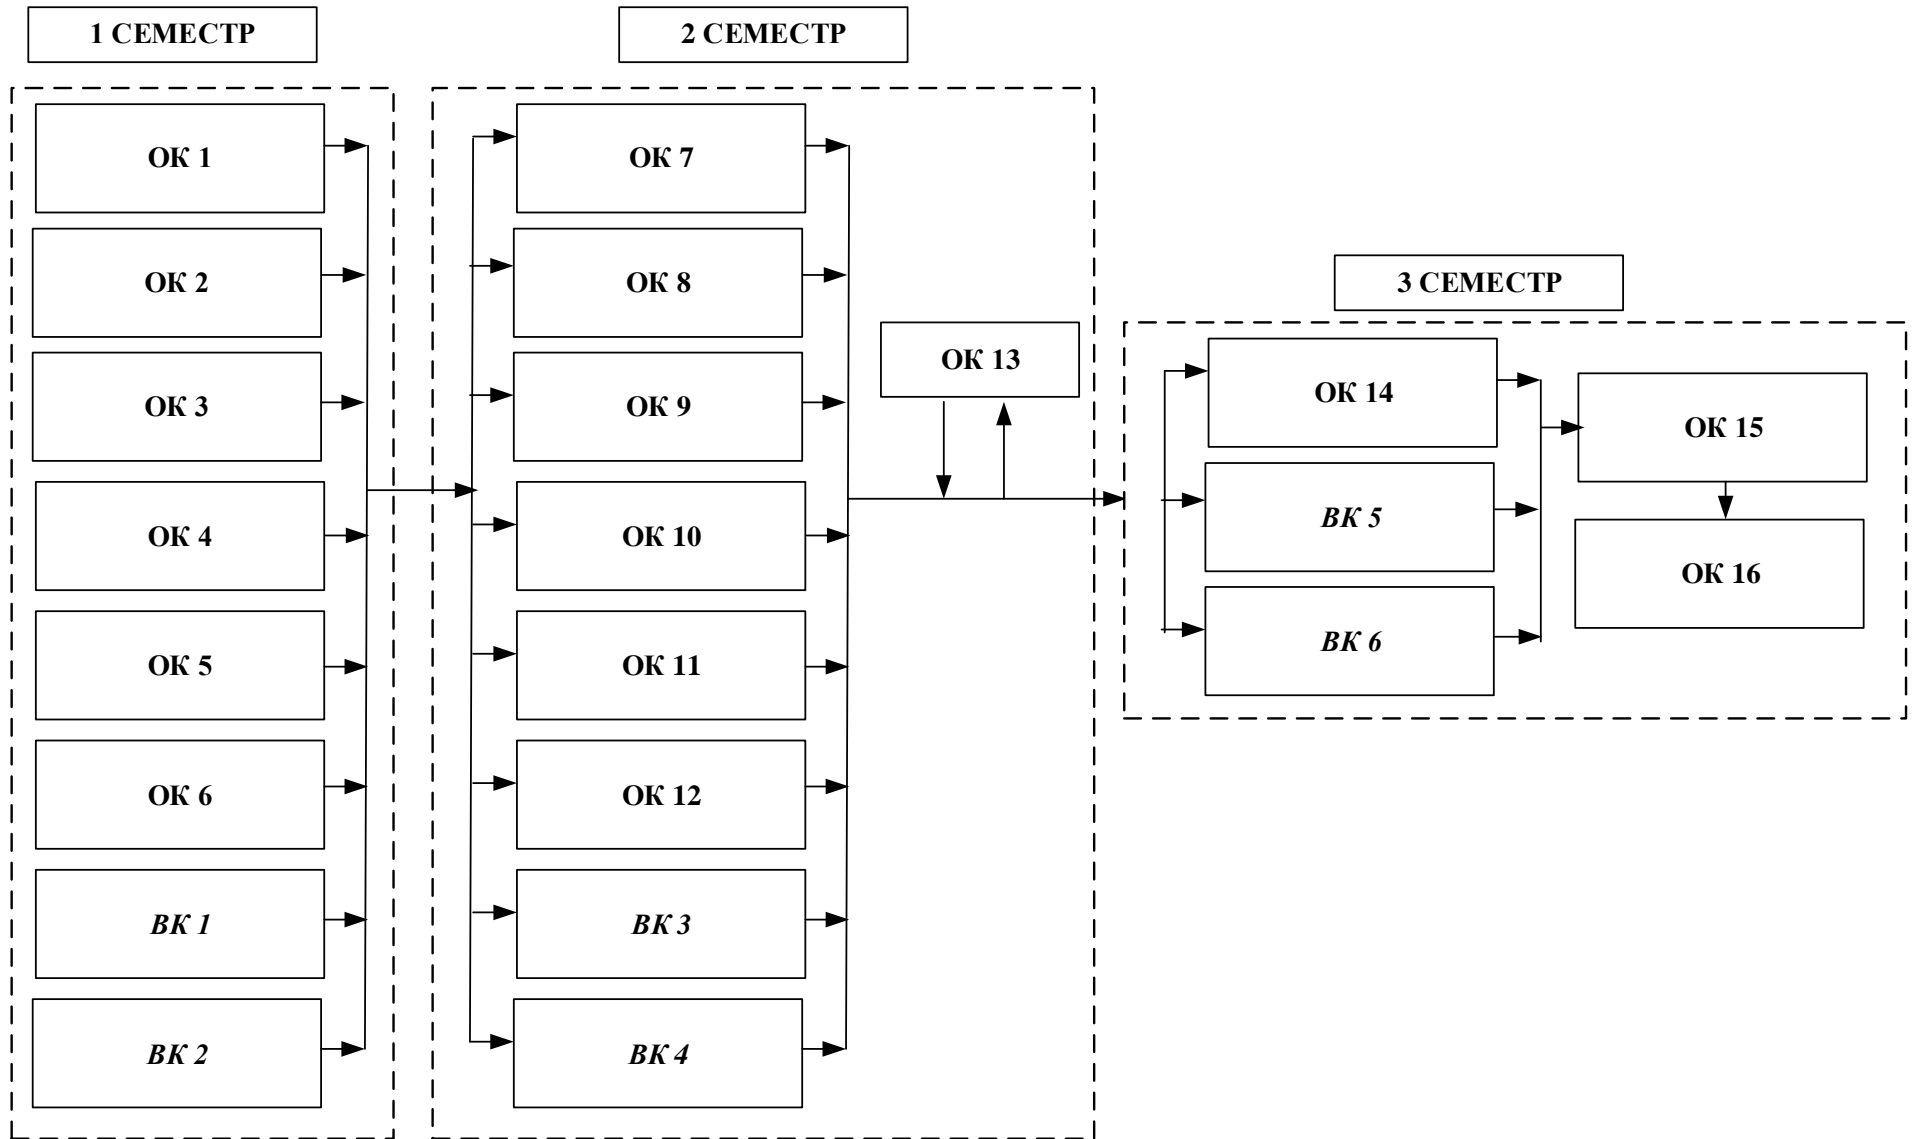 1 СЕМЕСТР
ОК 1
ОК 2
ОК 3
ОК 4
ОК 5
ОК 6
ВК 1
ВК 2
2 СЕМЕСТР
ОК 7
ОК 8
ОК 9
ОК 10
ОК 11
ОК 12
ВК 3
ВК 4
ОК 13
3 СЕМЕСТР
ОК 14
ВК 5
ВК 6
ОК 15
ОК 16